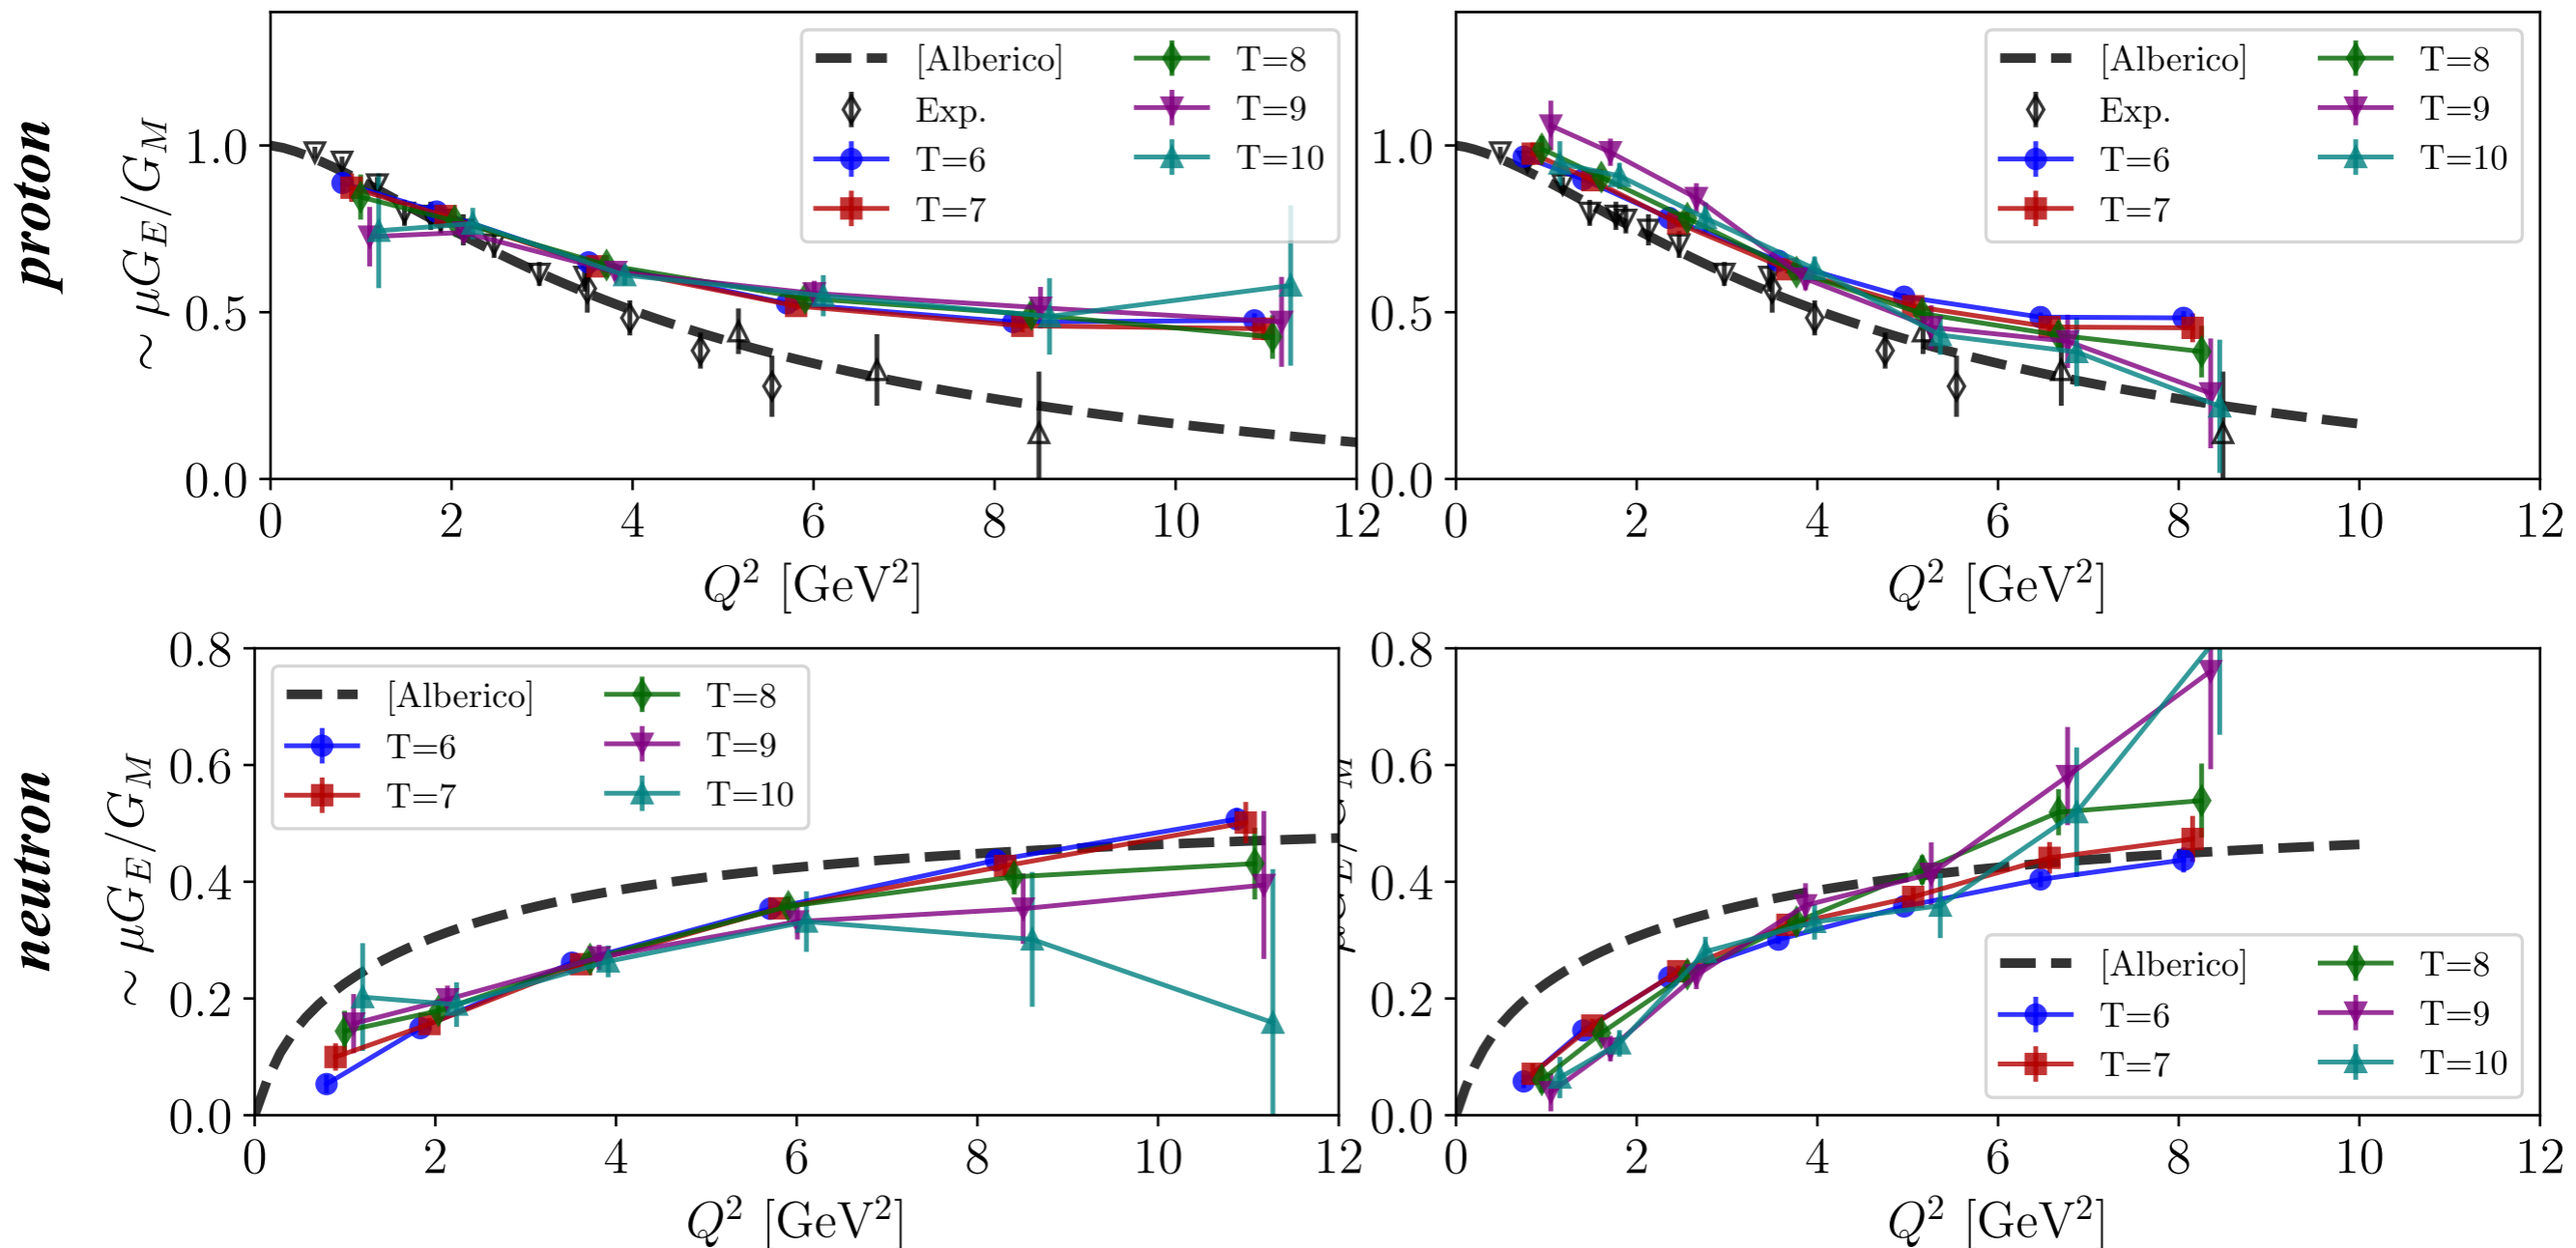 proton
∼ μG_E/G_M
1.0
0.5
0.0
[Alberico]
Exp.
T=6
T=7
T=8
T=9
T=10
0 2 4 6 8 10 12
Q² [GeV²]
1.0
0.5
0.0
[Alberico]
Exp.
T=6
T=7
T=8
T=9
T=10
0 2 4 6 8 10 12
Q² [GeV²]
neutron
∼ μG_E/G_M
0.8
0.6
0.4
0.2
0.0
[Alberico]
T=6
T=7
T=8
T=9
T=10
0 2 4 6 8 10 12
Q² [GeV²]
μG_E/G_M
0.8
0.6
0.4
0.2
0.0
[Alberico]
T=6
T=7
T=8
T=9
T=10
0 2 4 6 8 10 12
Q² [GeV²]